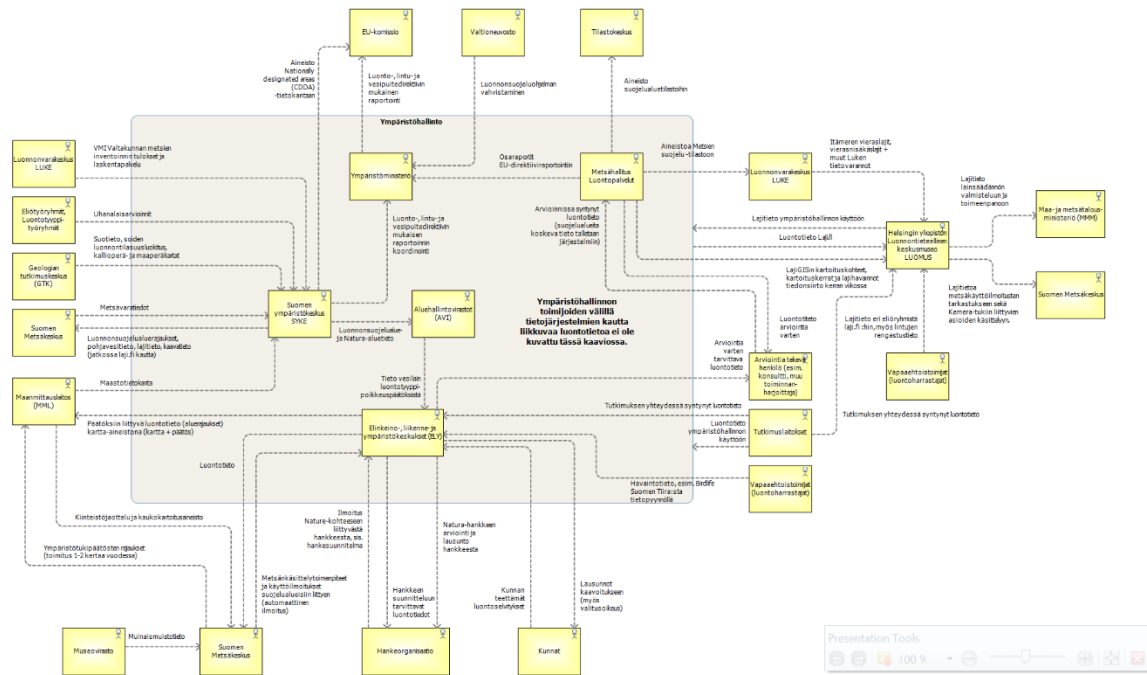 EU-komissio
Valtioneuvosto
Tilastokeskus
Aineisto
Nationally
designated areas
(CDDA)
-tietokantaan
Luonto-, lintu- ja
vesipuitedirektiivin
mukainen
raportointi
Luonnonsuojeluohjelman
vahvistaminen
Aineisto
suojelualuetilastoihin
Ympäristöhallinto
Luonnonvarakeskus
LUKE
VMI Valtakunnan metsien
inventoinnin tulokset ja
laskentapalvelu
Ympäristöministeriö
Osaraportit
EU-direktiiviraportointiin
Metsähallitus
Luontopalvelut
Aineistoa Metsien
suojelu -tilastoon
Luonnonvarakeskus
LUKE
Itämeren vieraslajit,
vierasnisäkäslajit +
muut Luken
tietovarannot
Eliötyöryhmät,
Luontotyyppi-
työryhmät
Uhanalaisarvioinnit
Luonto-, lintu- ja
vesipuitedirektiivin
mukaisen
raportoinnin
koordinointi
Arvioinnissa syntynyt
luontotieto
(suojelualueita
koskeva tieto talletaan
järjestelmiin)
Lajitieto ympäristöhallinnon käyttöön
Luontotieto Laji.fi
Helsingin yliopiston
Luonnontieteellinen
keskusmuseo
LUOMUS
Lajitieto
lainsäädännön
valmisteluun ja
toimeenpanoon
Maa- ja metsätalous-
ministeriö (MMM)
Geologian
tutkimuskeskus
(GTK)
Suotieto, soiden
luonnontilaisuusluokitus,
kallioperä- ja maaperäkartat
LajiGISin kartoituskohteet,
kartoituskerrat ja lajihavannot
tiedonsiirto kerran viikossa
Lajitietoa
metsäkäyttöilmoitusten
tarkastukseen sekä
Kemera-tukiin liittyvien
asioiden käsittelyyn.
Suomen Metsäkeskus
Suomen
Metsäkeskus
Metsävaratiedot
Luonnonsuojelualuerajaukset,
pohjavesitieto, lajitieto, kaavatieto
(jatkossa laji.fi kautta)
Suomen
ympäristökeskus
SYKE
Aluehallintovirastot
(AVI)
Luonnonsuojelualue-
ja Natura-aluetieto
Ympäristöhallinnon
toimijoiden välillä
tietojärjestelmien kautta
liikkuvaa luontotietoa ei ole
kuvattu tässä kaaviossa.
Luontotieto
arviointia
varten
Lajitieto eri eliöryhmistä
laji.fi :hin, myös lintujen
rengastustieto
Maanmittauslaitos
(MML)
Maastotietokanta
Päätöksiin liittyvä luontotieto (aluerajaukset)
kartta-aineistona (kartta + päätös)
Tieto vesilain
luontotyyppi-
poikkeuspäätöksistä
Arviointia
varten
tarvittava
luontotieto
Arviointia tekevä
henkilö (esim.
konsultti, muu
toiminnan-
harjoittaja)
Vapaaehtoistoimijat
(luontoharrastajat)
Elinkeino-, liikenne- ja
ympäristökeskukset (ELY)
Tutkimuksen yhteydessä syntynyt luontotieto
Luontotieto
ympäristöhallinnon
käyttöön
Tutkimuslaitokset
Tutkimuksen yhteydessä syntynyt luontotieto
Luontotieto
Havaintotieto, esim. Birdlife
Suomen Tiira:sta
tietopyynnöllä
Vapaaehtoistoimijat
(luontoharrastajat)
Kiinteistöjaottelu ja kaukokartoitusaineisto
Ympäristötukipäätösten rajaukset
(toimitus 1-2 kertaa vuodessa)
Ilmoitus
Nature-kohteeseen
liittyvästä
hankkeesta, sis.
hankesuunnitelma
Natura-hankkeen
arviointi ja
lausunto
hankkeesta
Metsänkäsittelytoimenpiteet
ja käyttöilmoitukset
suojelualueisiin liittyen
(automaattinen
ilmoitus)
Hankkeen
suunnitteluun
tarvittavat
luontotiedot
Kunnan
teettämät
luontoselvitykset
Lausunnot
kaavoitukseen
(myös
valitusoikeus)
Museovirasto
Muinaismuistotieto
Suomen
Metsäkeskus
Hankeorganisaatio
Kunnat
Presentation Tools
100 %